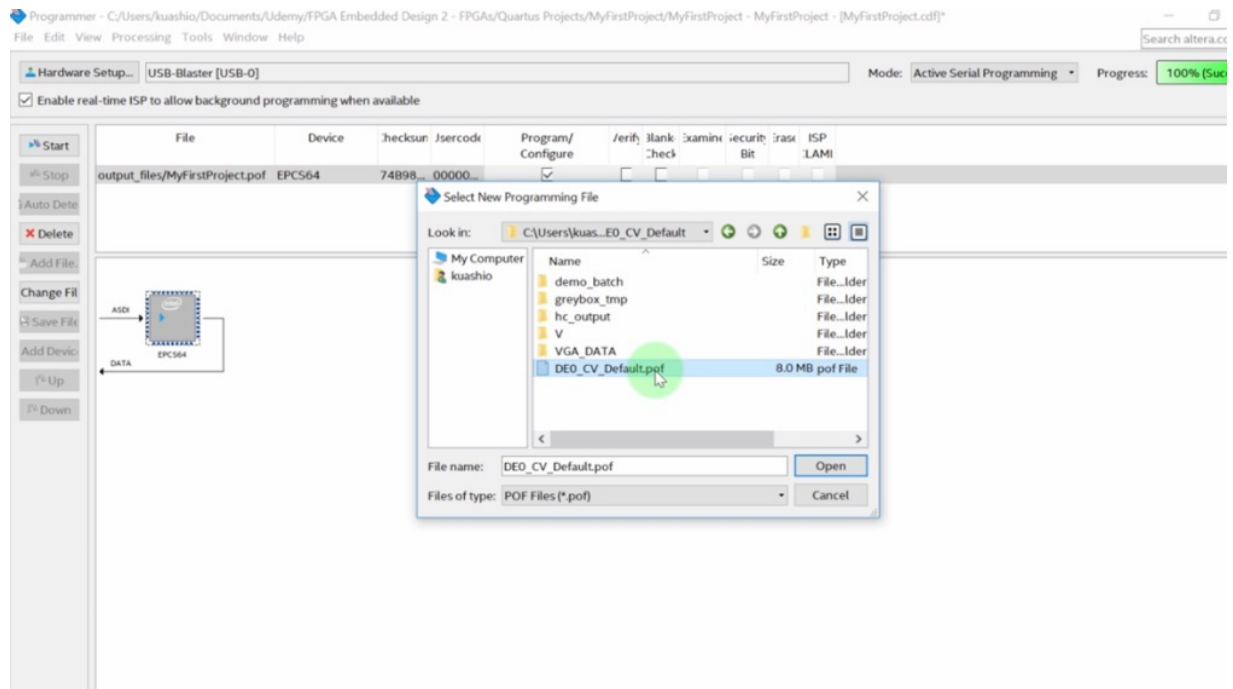 Programmer - C:/Users/kuashio/Documents/Udemy/FPGA Embedded Design 2 - FPGAs/Quartus Projects/MyFirstProject/MyFirstProject - MyFirstProject - [MyFirstProject.cdf]*
File Edit View Processing Tools Window Help
Search altera.co
Hardware Setup... USB-Blaster [USB-0] Mode: Active Serial Programming Progress: 100% (Suc
Enable real-time ISP to allow background programming when available
File Device Checksum Usercode Program/ Verify Blank- Examine Security Erase ISP
Configure Check Bit CLAMI
Start
Stop
output_files/MyFirstProject.pof EPCS64 74B98... 00000...
Auto Dete
Delete
Add File.
Change Fil
Save File
Add Devic
Up
Down
ASDI
intel
EPCS64
DATA
Select New Programming File
Look in: C:\Users\kuas...E0_CV_Default
My Computer
kuashio
Name Size Type
demo_batch File...lder
greybox_tmp File...lder
hc_output File...lder
V File...lder
VGA_DATA File...lder
DE0_CV_Default.pof 8.0 MB pof File
File name: DE0_CV_Default.pof Open
Files of type: POF Files (*.pof) Cancel